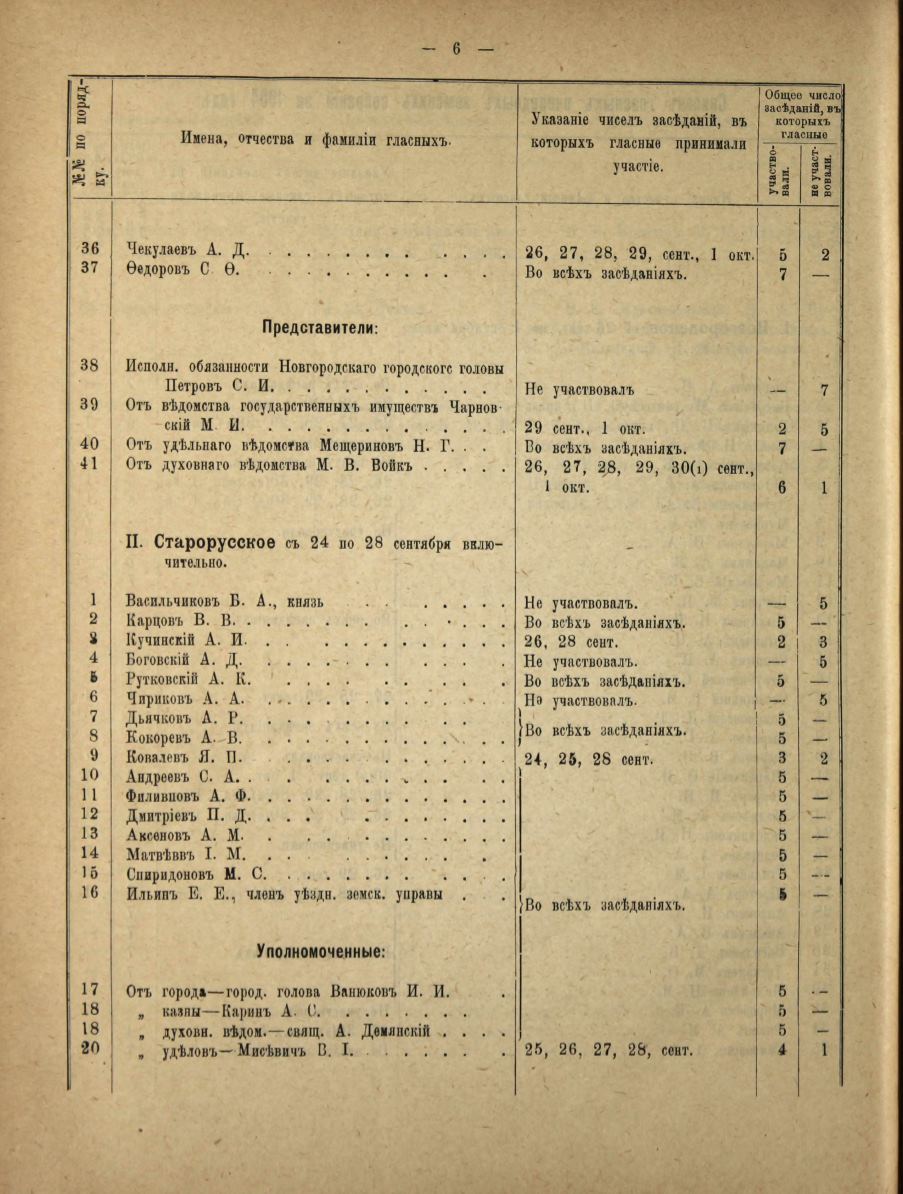 — 6 —
№№ по поряд-
ку.
Имена, отчества и фамиліи гласныхъ.
Указаніе чиселъ засѣданій, въ
которыхъ гласные принимали
участіе.
Общее число
засѣданій, въ
которыхъ
гласные
участво-
вали.
не участ-
вовали.
36 Чекулаевъ А. Д. . . . . . . . . . . . . 26, 27, 28, 29, сент., 1 окт. 5 2
37 Ѳедоровъ С Ѳ. . . . . . . . . . . . Во всѣхъ засѣданіяхъ. 7 —
Представители:
38 Исполн. обязанности Новгородскаго городского головы
Петровъ С. И. . . . . . . . . . . . Не участвовалъ — 7
39 Отъ вѣдомства государственныхъ имуществъ Чарнов-
скій М. И. . . . . . . . . . . . . 29 сент., 1 окт. 2 5
40 Отъ удѣльнаго вѣдомства Мещериновъ Н. Г. . . Во всѣхъ засѣданіяхъ. 7 —
41 Отъ духовнаго вѣдомства М. В. Войкъ . . . . . 26, 27, 28, 29, 30(1) сент.,
1 окт. 6 1
II. Старорусское съ 24 по 28 сентября вклю-
чительно.
1 Васильчиковъ Б. А., князь . . . . . . . Не участвовалъ. — 5
2 Карцовъ В. В. . . . . . . . . . . . . Во всѣхъ засѣданіяхъ. 5 —
3 Кучинскій А. И. . . . . . . . . . . . . 26, 28 сент. 2 3
4 Боговскій А. Д. . . . . . . . . . . Не участвовалъ. — 5
5 Рутковскій А. К. . . . . . . . . . Во всѣхъ засѣданіяхъ. 5 —
6 Чириковъ А. А. . . . . . . . . . . . . Не участвовалъ. — 5
7 Дьячковъ А. Р. . . . . . . . . . 5 —
} Во всѣхъ засѣданіяхъ.
8 Кокоревъ А. В. . . . . . . . . . . . . 5 —
9 Ковалевъ Я. П. . . . . . . . . . . . 24, 25, 28 сент. 3 2
10 Андреевъ С. А. . . . . . . . . . . 5 —
11 Филипповъ А. Ф. . . . . . . . . . . . . 5 —
12 Дмитріевъ П. Д. . . . . . . . . . . . 5 —
13 Аксеновъ А. М. . . . . . . . . . . . 5 —
14 Матвѣевъ І. М. . . . . . . . . . 5 —
15 Спиридоновъ М. С. . . . . . . . . . . . 5 —
16 Ильинъ Е. Е., членъ уѣздн. земск. управы . . 5 —
} Во всѣхъ засѣданіяхъ.
Уполномоченные:
17 Отъ города—город. голова Ванюковъ И. И. . 5 —
18 „ казны—Каринъ А. С. . . . . . . . 5 —
18 „ духовн. вѣдом.—свящ. А. Демянскій . . . . 5 —
20 „ удѣловъ—Мисѣвичъ В. І. . . . . . . . 25, 26, 27, 28, сент. 4 1